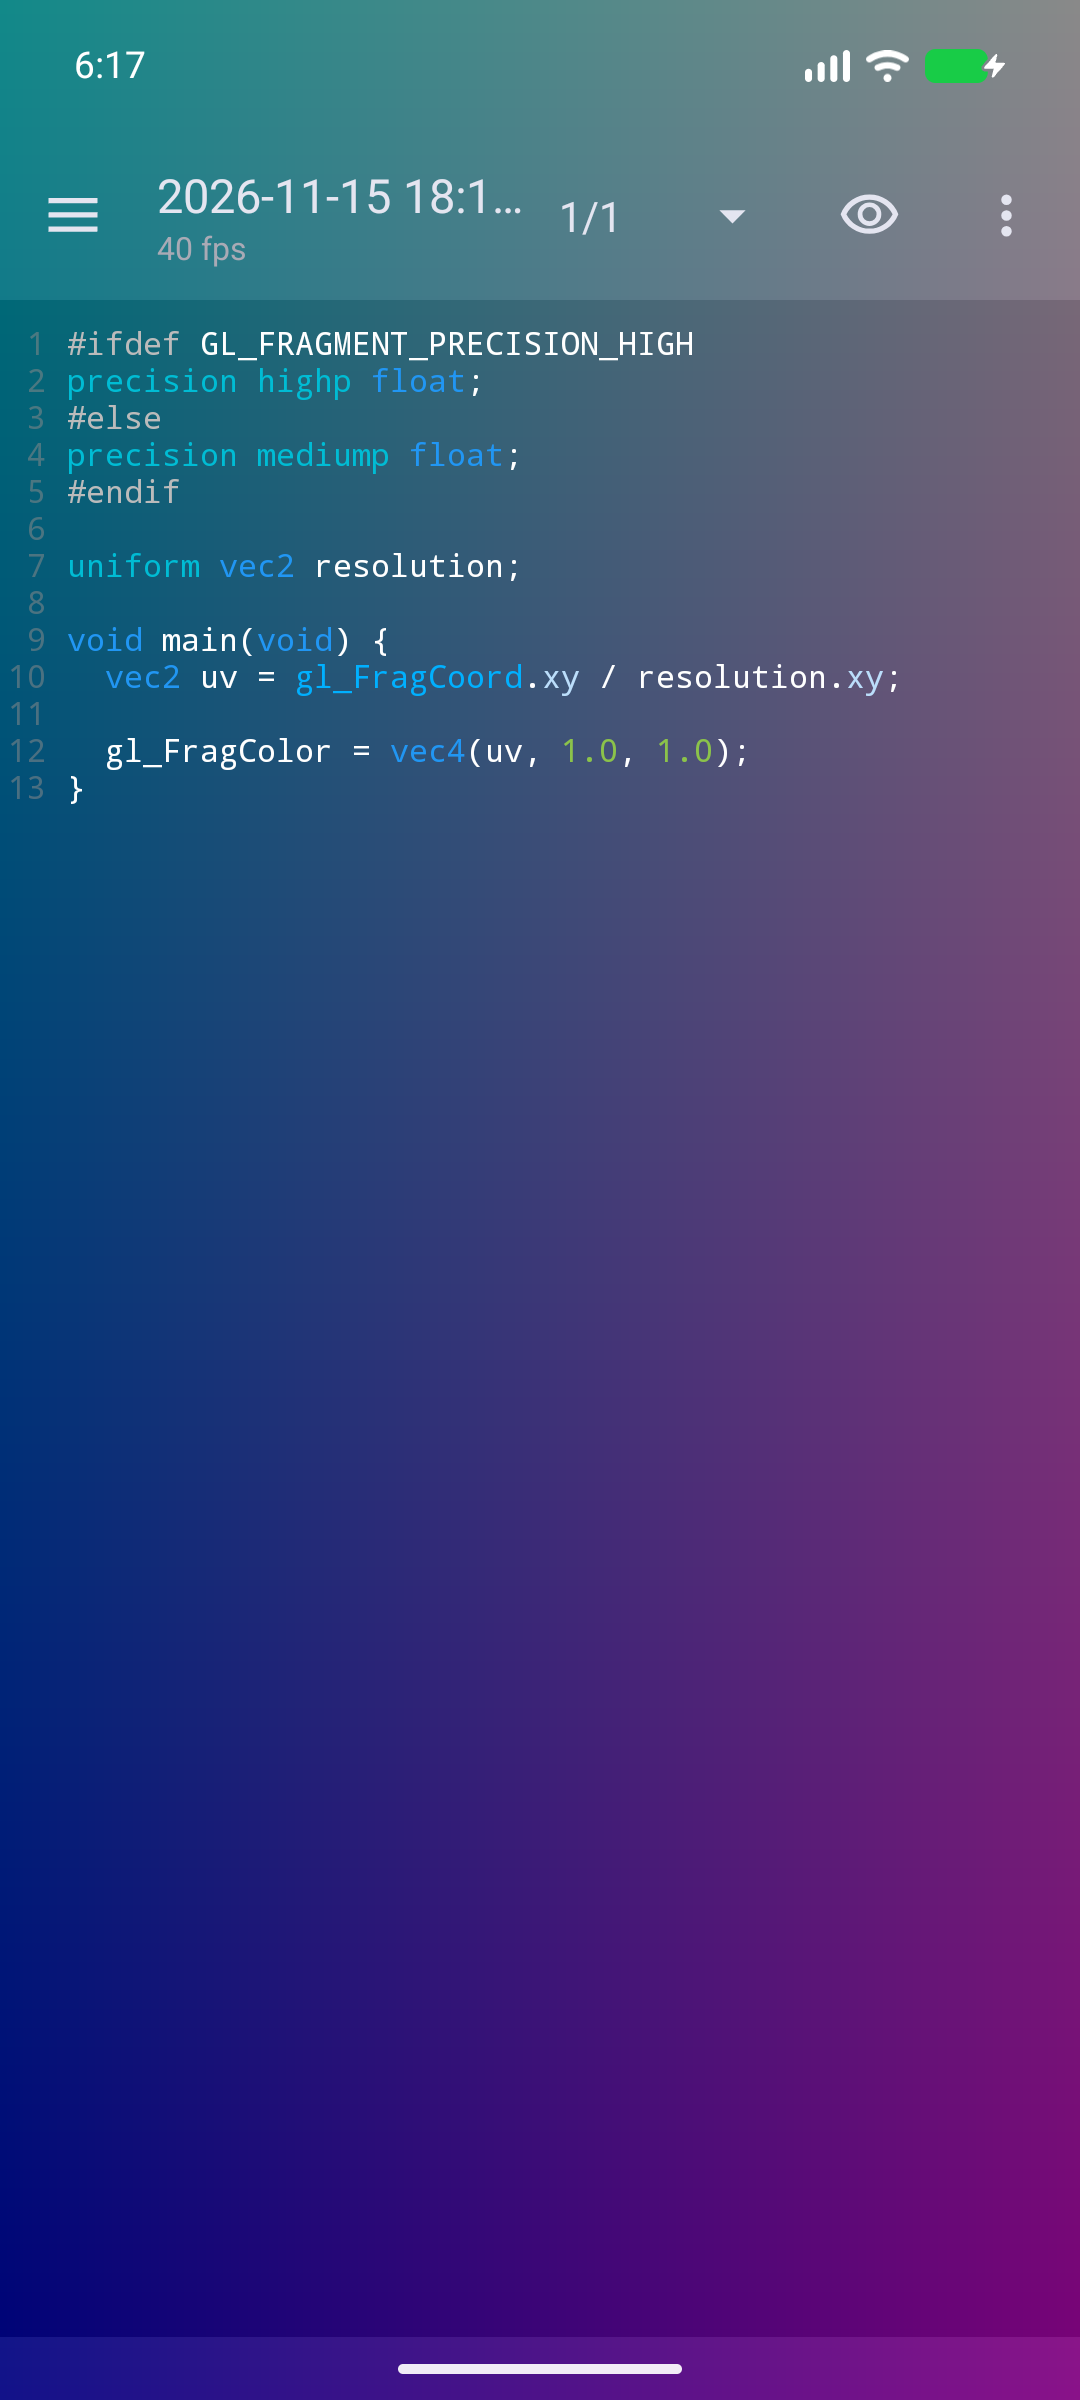 6:17
2026-11-15 18:1...
40 fps
1/1
1 #ifdef GL_FRAGMENT_PRECISION_HIGH
2 precision highp float;
3 #else
4 precision mediump float;
5 #endif
6
7 uniform vec2 resolution;
8
9 void main(void) {
10   vec2 uv = gl_FragCoord.xy / resolution.xy;
11
12   gl_FragColor = vec4(uv, 1.0, 1.0);
13 }